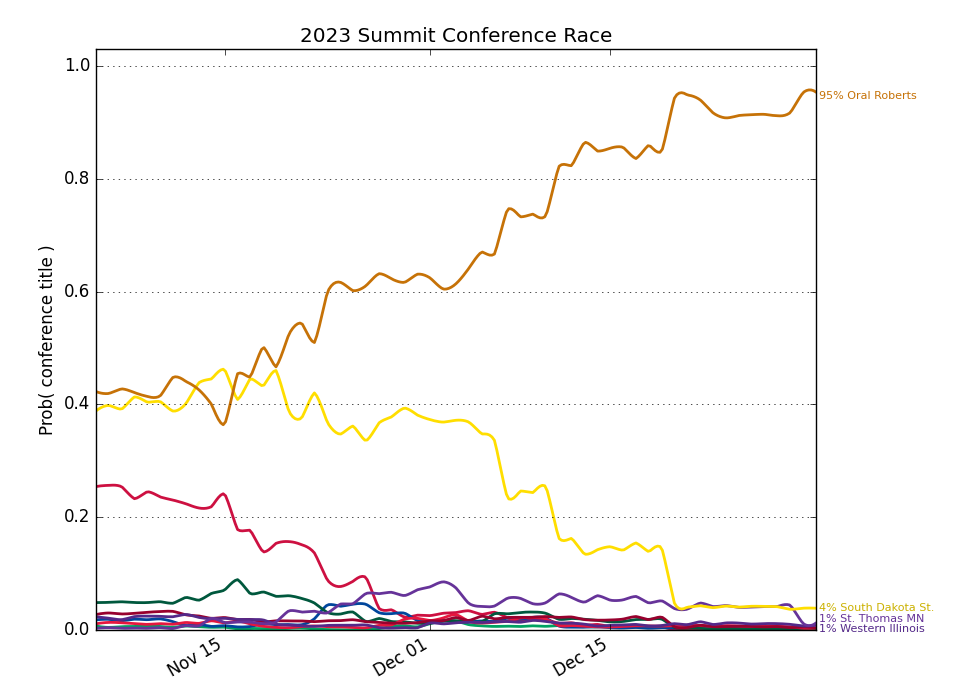 2023 Summit Conference Race
Prob( conference title )
1.0
0.8
0.6
0.4
0.2
0.0
Nov 15
Dec 01
Dec 15
95% Oral Roberts
4% South Dakota St.
1% St. Thomas MN
1% Western Illinois